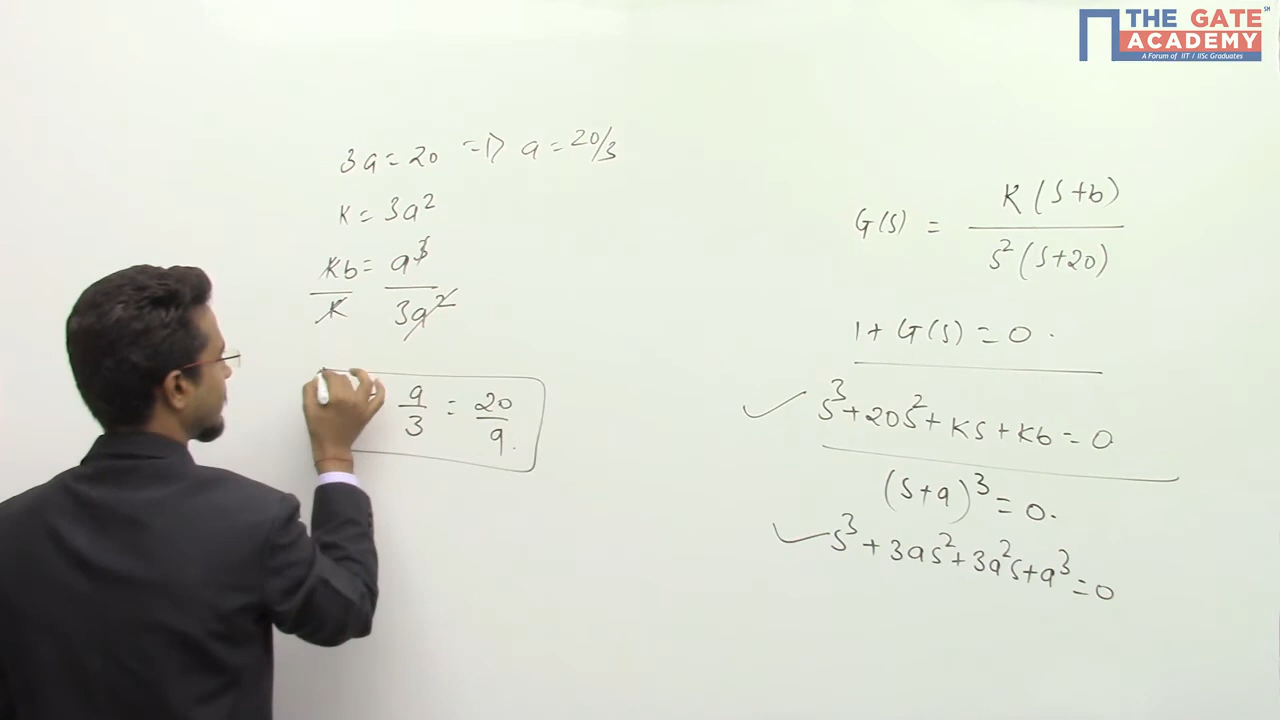 THE GATE
ACADEMY
A Forum of IIT / IISc Graduates
3a = 20 => a = 20/3
K = 3a²
Kb = a³
K 3a²
a/3 = 20/9.
G(s) = K(s+b)
s²(s+20)
1 + G(s) = 0.
s³ + 20s² + Ks + Kb = 0
(s+a)³ = 0.
s³ + 3as² + 3a²s + a³ = 0